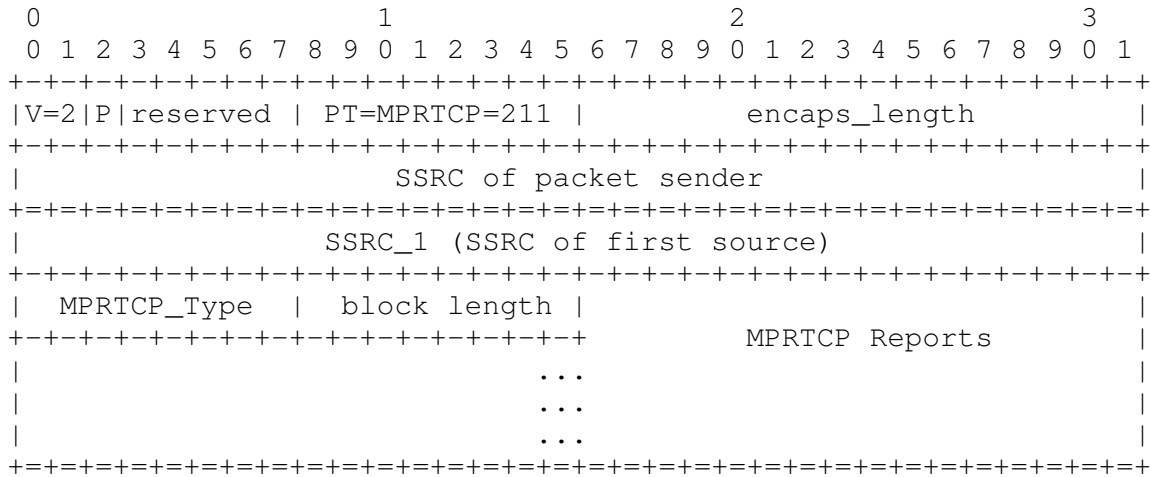 0                   1                   2                   3
 0 1 2 3 4 5 6 7 8 9 0 1 2 3 4 5 6 7 8 9 0 1 2 3 4 5 6 7 8 9 0 1
+-+-+-+-+-+-+-+-+-+-+-+-+-+-+-+-+-+-+-+-+-+-+-+-+-+-+-+-+-+-+-+-+
|V=2|P|reserved | PT=MPRTCP=211 |         encaps_length         |
+-+-+-+-+-+-+-+-+-+-+-+-+-+-+-+-+-+-+-+-+-+-+-+-+-+-+-+-+-+-+-+-+
|                     SSRC of packet sender                     |
+=+=+=+=+=+=+=+=+=+=+=+=+=+=+=+=+=+=+=+=+=+=+=+=+=+=+=+=+=+=+=+=+
|                 SSRC_1 (SSRC of first source)                 |
+-+-+-+-+-+-+-+-+-+-+-+-+-+-+-+-+-+-+-+-+-+-+-+-+-+-+-+-+-+-+-+-+
|  MPRTCP_Type  |  block length |                               |
+-+-+-+-+-+-+-+-+-+-+-+-+-+-+-+-+         MPRTCP Reports        |
|                             ...                               |
|                             ...                               |
|                             ...                               |
+=+=+=+=+=+=+=+=+=+=+=+=+=+=+=+=+=+=+=+=+=+=+=+=+=+=+=+=+=+=+=+=+